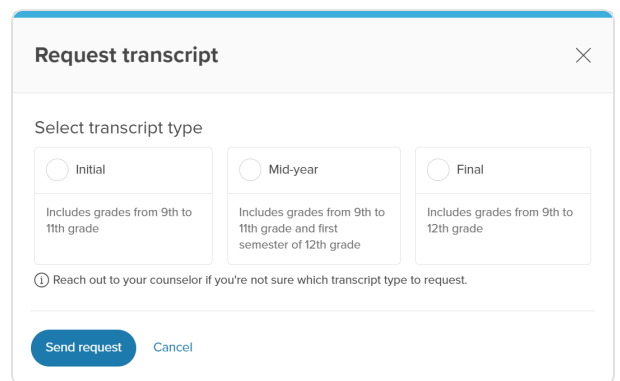 Request transcript
Select transcript type
Initial
Includes grades from 9th to
11th grade
Mid-year
Includes grades from 9th to
11th grade and first
semester of 12th grade
Final
Includes grades from 9th to
12th grade
Reach out to your counselor if you're not sure which transcript type to request.
Send request
Cancel